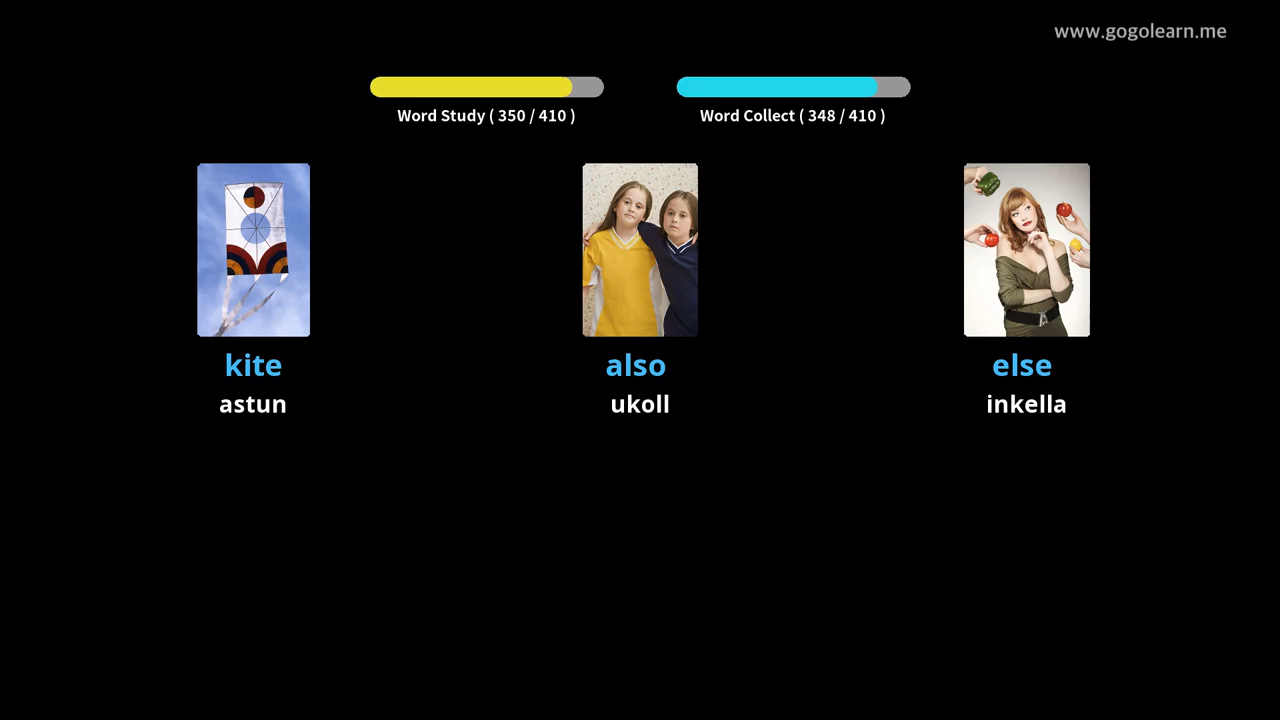 www.gogolearn.me
Word Study ( 350 / 410 )
Word Collect ( 348 / 410 )
kite
also
else
astun
ukoll
inkella